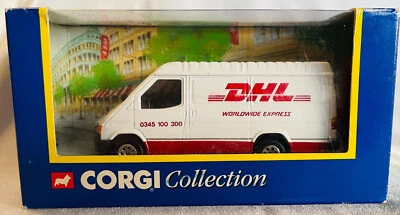 DHL
WORLDWIDE EXPRESS
0345 100 300
CORGI Collection